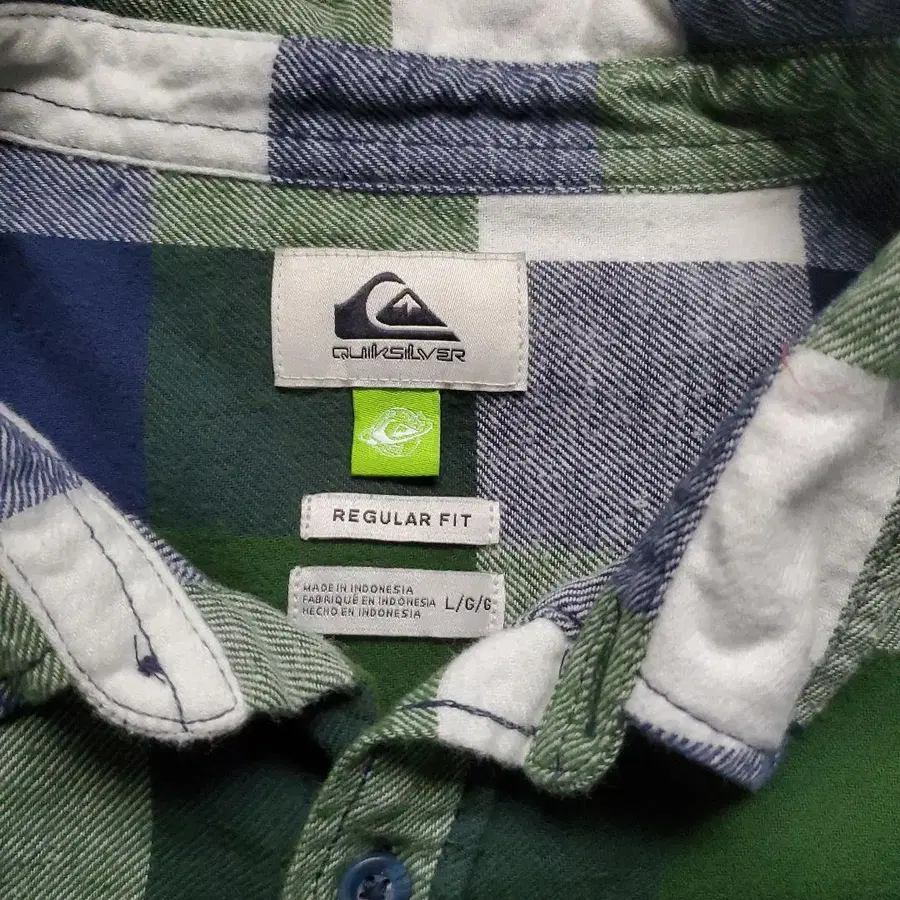 QUIKSILVER
REGULAR FIT
MADE IN INDONESIA
FABRIQUÉ EN INDONESIA L/G/G
HECHO EN INDONESIA